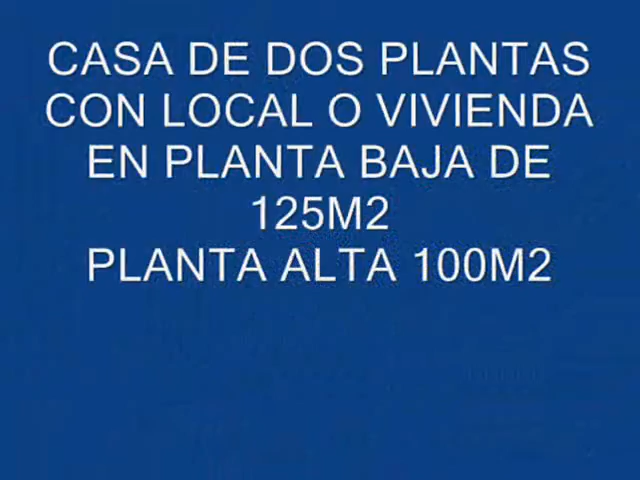 CASA DE DOS PLANTAS
CON LOCAL O VIVIENDA
EN PLANTA BAJA DE
125M2
PLANTA ALTA 100M2